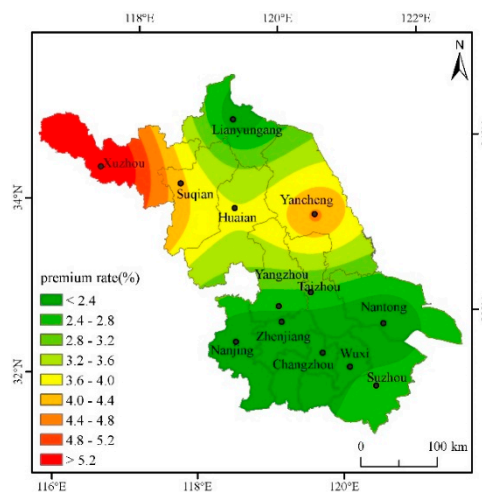 118°E 120°E 122°E
N
Lianyungang
Xuzhou
Suqian
34°N
Huaian
Yancheng
premium rate(%)
< 2.4
2.4 - 2.8
2.8 - 3.2
3.2 - 3.6
3.6 - 4.0
4.0 - 4.4
4.4 - 4.8
4.8 - 5.2
> 5.2
Yangzhou
Taizhou
Nantong
Zhenjiang
Nanjing
Changzhou
Wuxi
Suzhou
32°N
0 100 km
116°E 118°E 120°E